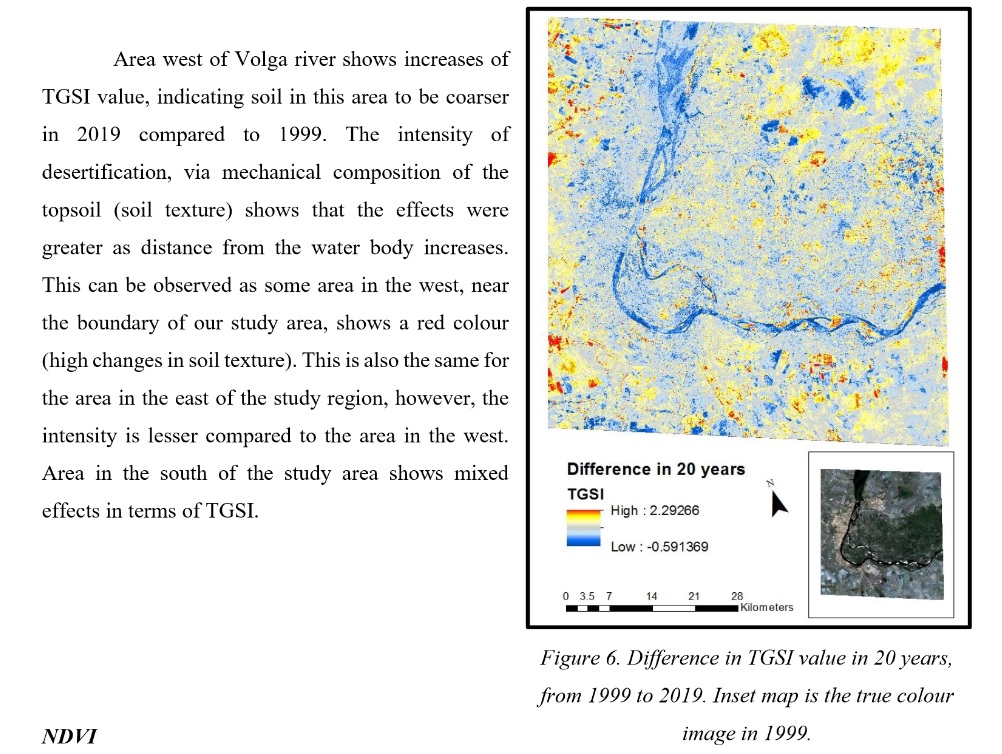 Area west of Volga river shows increases of
TGSI value, indicating soil in this area to be coarser
in 2019 compared to 1999. The intensity of
desertification, via mechanical composition of the
topsoil (soil texture) shows that the effects were
greater as distance from the water body increases.
This can be observed as some area in the west, near
the boundary of our study area, shows a red colour
(high changes in soil texture). This is also the same for
the area in the east of the study region, however, the
intensity is lesser compared to the area in the west.
Area in the south of the study area shows mixed
effects in terms of TGSI.
NDVI
Difference in 20 years
TGSI
High : 2.29266
Low : -0.591369
N
0 3.5 7 14 21 28
Kilometers
Figure 6. Difference in TGSI value in 20 years,
from 1999 to 2019. Inset map is the true colour
image in 1999.